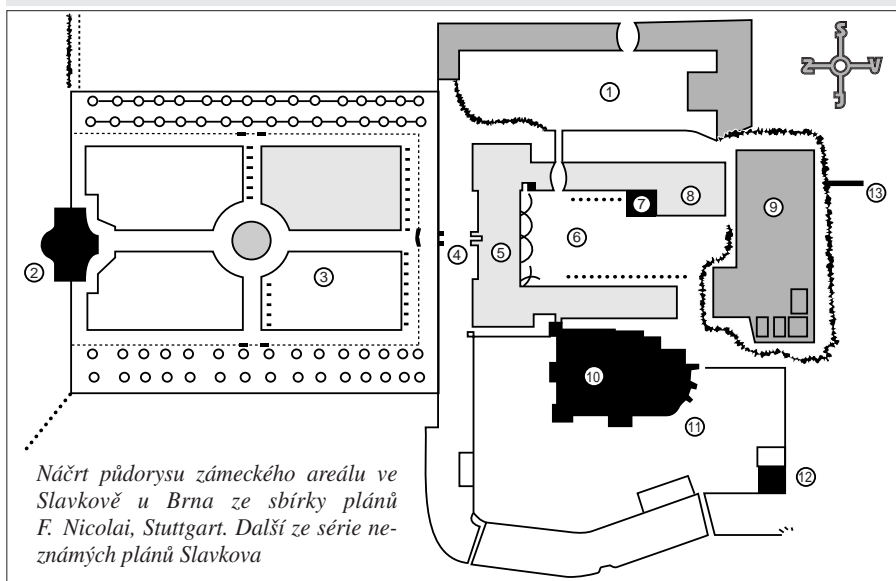 S
Z V
J
1
2
3
4
5
6
7
8
9
10
11
12
13
Náčrt půdorysu zámeckého areálu ve
Slavkově u Brna ze sbírky plánů
F. Nicolai, Stuttgart. Další ze série ne-
známých plánů Slavkova